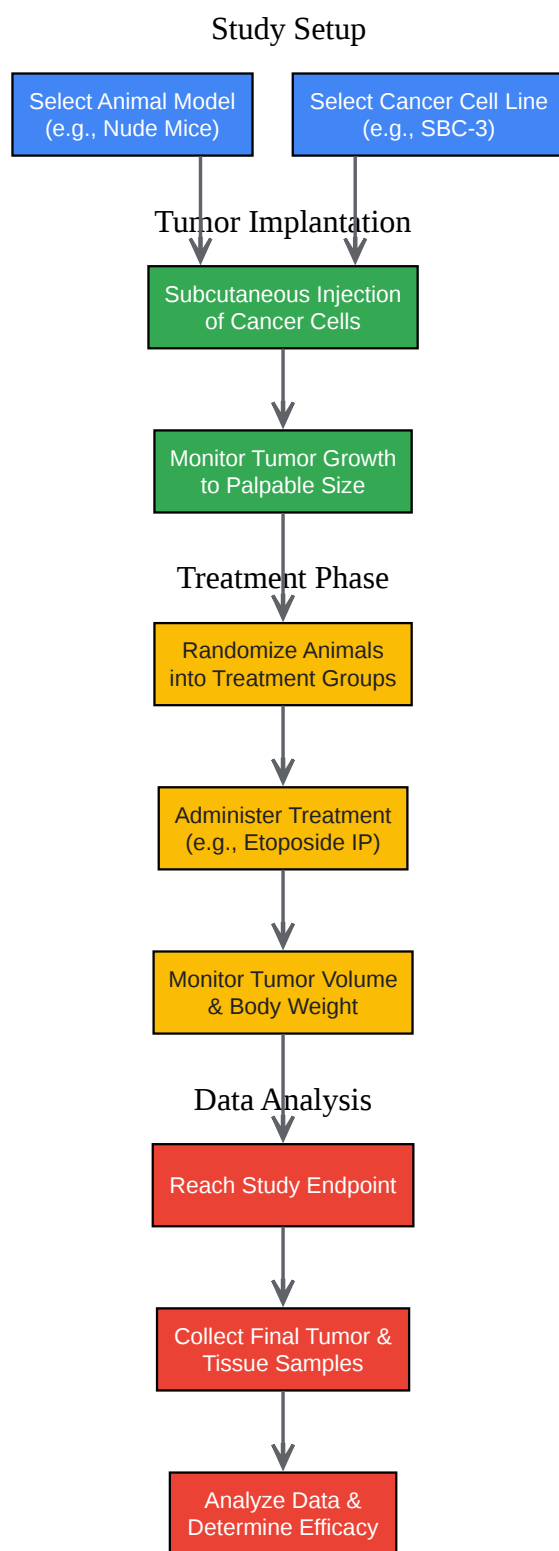 Study Setup
Select Animal Model
(e.g., Nude Mice)
Select Cancer Cell Line
(e.g., SBC-3)
Tumor Implantation
Subcutaneous Injection
of Cancer Cells
Monitor Tumor Growth
to Palpable Size
Treatment Phase
Randomize Animals
into Treatment Groups
Administer Treatment
(e.g., Etoposide IP)
Monitor Tumor Volume
& Body Weight
Data Analysis
Reach Study Endpoint
Collect Final Tumor &
Tissue Samples
Analyze Data &
Determine Efficacy